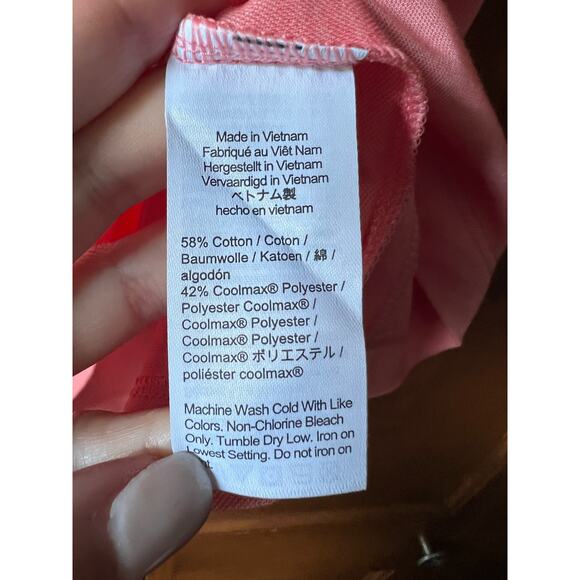 Made in Vietnam
Fabriqué au Viêt Nam
Hergestellt in Vietnam
Vervaardigd in Vietnam
ベトナム製
hecho en vietnam
58% Cotton / Coton /
Baumwolle / Katoen / 綿 /
algodón
42% Coolmax® Polyester /
Polyester Coolmax® /
Coolmax® Polyester /
Coolmax® Polyester /
Coolmax® ポリエステル /
poliéster coolmax®
Machine Wash Cold With Like
Colors. Non-Chlorine Bleach
Only. Tumble Dry Low. Iron on
Lowest Setting. Do not iron on